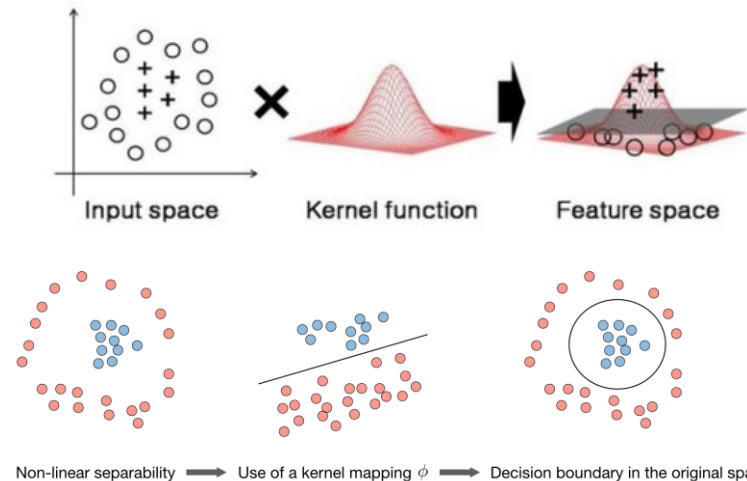 Input space
Kernel function
Feature space
Non-linear separability
Use of a kernel mapping ϕ
Decision boundary in the original